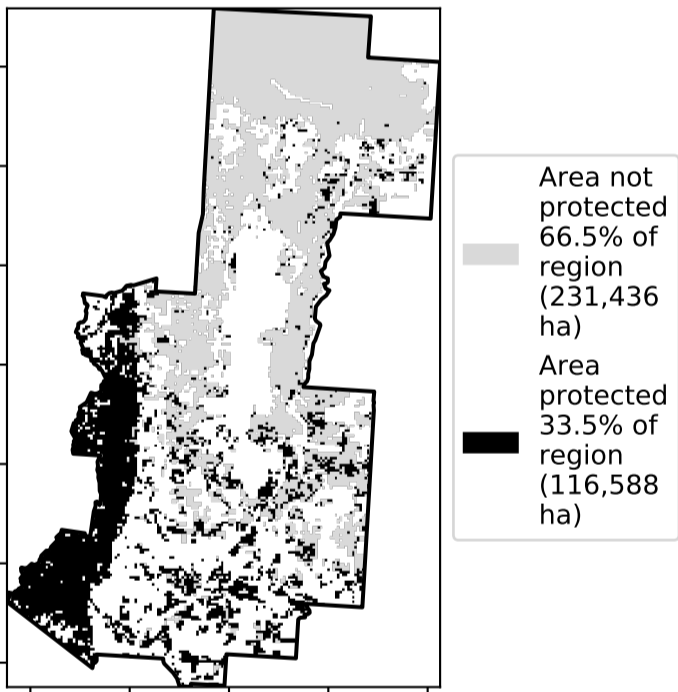 Area not
protected
66.5% of
region
(231,436
ha)
Area
protected
33.5% of
region
(116,588
ha)